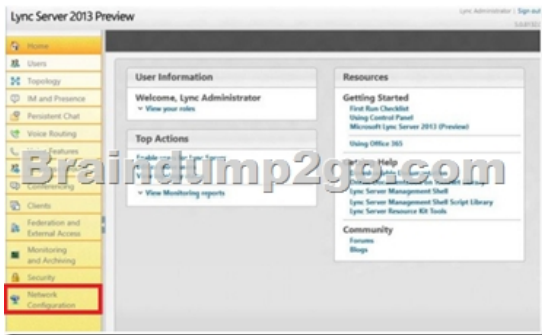 Lync Server 2013 Preview
Lync Administrator | Sign out
Home
Users
Topology
IM and Presence
Persistent Chat
Voice Routing
Voice Features
Conferencing
Clients
Federation and
External Access
Monitoring
and Archiving
Security
Network
Configuration
User Information
Welcome, Lync Administrator
View your roles
Top Actions
View Monitoring reports
Resources
Getting Started
First Run Checklist
Using Control Panel
Microsoft Lync Server 2013 (Preview)
Using Office 365
Help
Lync Server Management Shell
Lync Server Management Shell Script Library
Lync Server Resource Kit Tools
Community
Forums
Blogs
Braindump2go.com